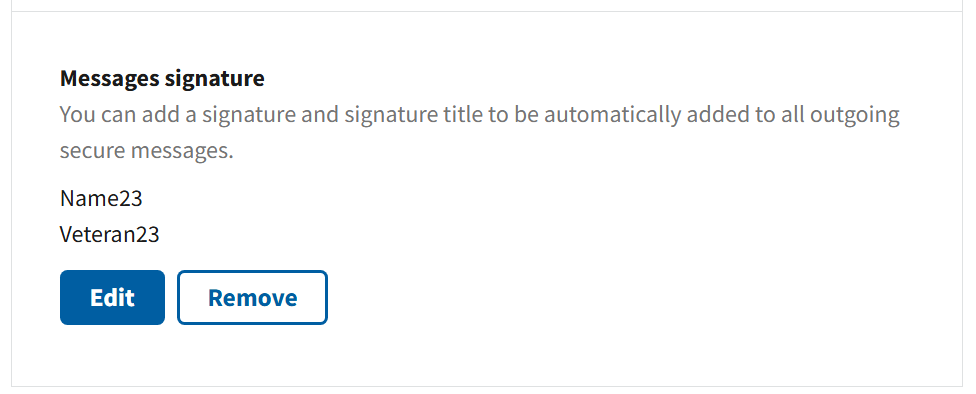 Messages signature
You can add a signature and signature title to be automatically added to all outgoing
secure messages.
Name23
Veteran23
Edit Remove